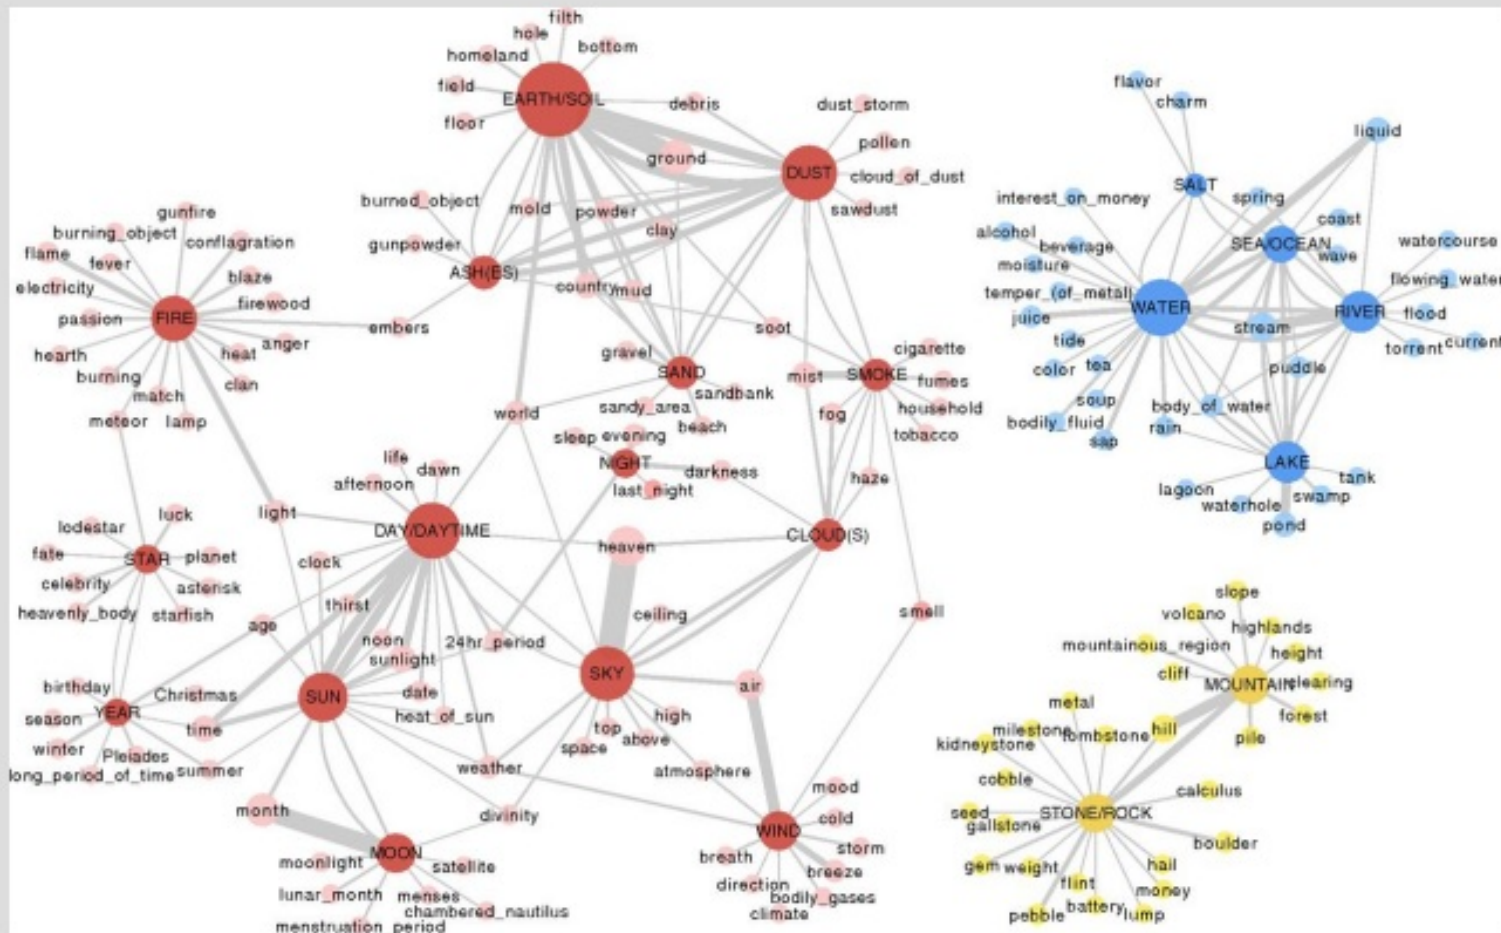 filth
hole
homeland
bottom
field
EARTH/SOIL
floor
debris
dust_storm
ground
pollen
DUST
cloud_of_dust
burned_object
mold
powder
sawdust
clay
gunpowder
ASH(ES)
country
mud
embers
soot
gunfire
burning_object
conflagration
flame
fever
blaze
electricity
firewood
passion
FIRE
anger
hearth
heat
burning
clan
match
meteor
lamp
gravel
SAND
sandbank
sandy_area
beach
world
mist
SMOKE
cigarette
fumes
household
fog
tobacco
haze
sleep
evening
NIGHT
darkness
last_night
life
dawn
afternoon
DAY/DAYTIME
light
CLOUD(S)
heaven
clock
luck
lodestar
fate
STAR
planet
celebrity
asterisk
heavenly_body
starfish
thirst
age
noon
24hr_period
sunlight
ceiling
smell
SKY
air
birthday
Christmas
SUN
date
YEAR
season
heat_of_sun
time
winter
Pleiades
long_period_of_time
summer
top
high
above
space
weather
atmosphere
month
divinity
mood
cold
WIND
storm
breath
breeze
direction
bodily_gases
climate
MOON
moonlight
satellite
lunar_month
menses
chambered_nautilus
menstruation_period
flavor
charm
liquid
SALT
interest_on_money
spring
coast
alcohol
beverage
SEA/OCEAN
wave
watercourse
moisture
flowing_water
temper_(of_metal)
WATER
juice
stream
RIVER
flood
tide
torrent
current
color
tea
puddle
soup
body_of_water
bodily_fluid
rain
sap
LAKE
lagoon
tank
waterhole
swamp
pond
slope
volcano
highlands
mountainous_region
height
cliff
MOUNTAIN
clearing
metal
forest
milestone
tombstone
hill
pile
kidneystone
cobble
calculus
seed
STONE/ROCK
gallstone
boulder
gem
weight
hail
flint
money
pebble
battery
lump